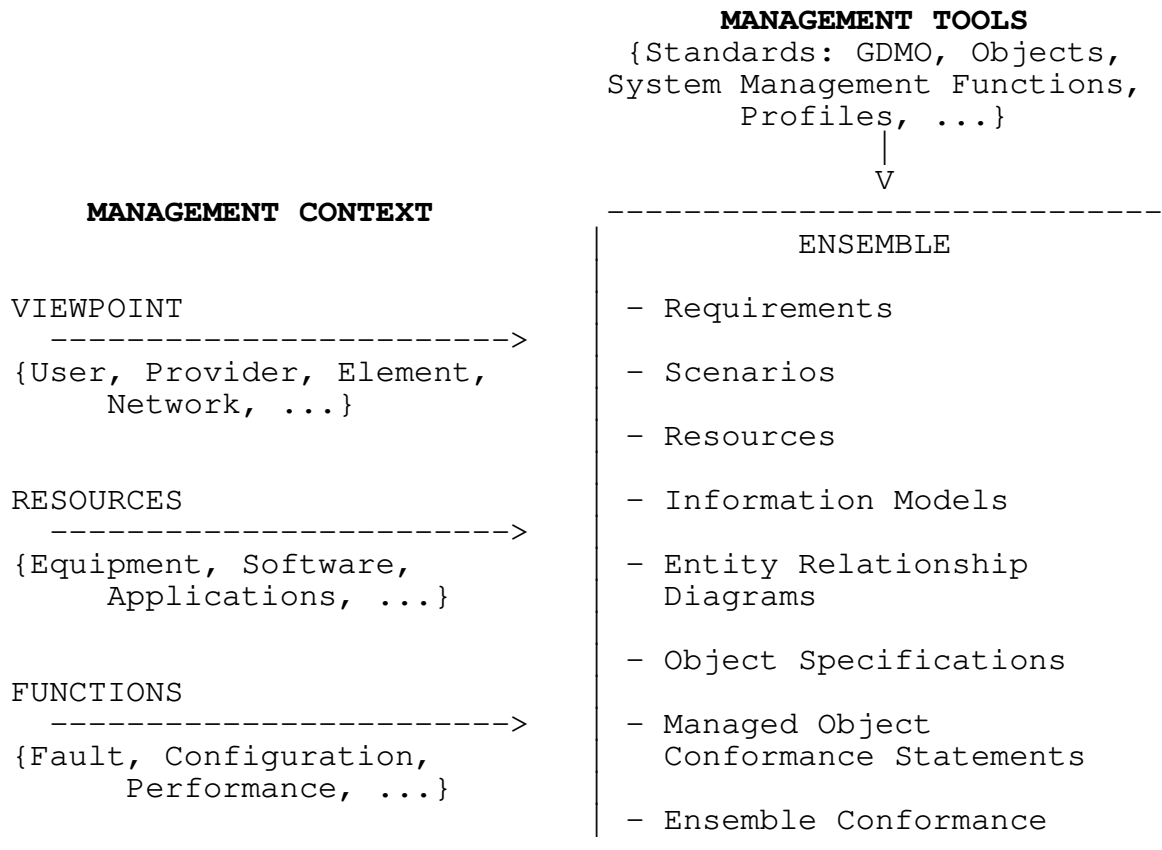 MANAGEMENT TOOLS
{Standards: GDMO, Objects,
System Management Functions,
Profiles, ...}
|
V
MANAGEMENT CONTEXT
-----------------------------
ENSEMBLE
VIEWPOINT
------------------------>
{User, Provider, Element,
Network, ...}
RESOURCES
------------------------>
{Equipment, Software,
Applications, ...}
FUNCTIONS
------------------------>
{Fault, Configuration,
Performance, ...}
- Requirements
- Scenarios
- Resources
- Information Models
- Entity Relationship
Diagrams
- Object Specifications
- Managed Object
Conformance Statements
- Ensemble Conformance